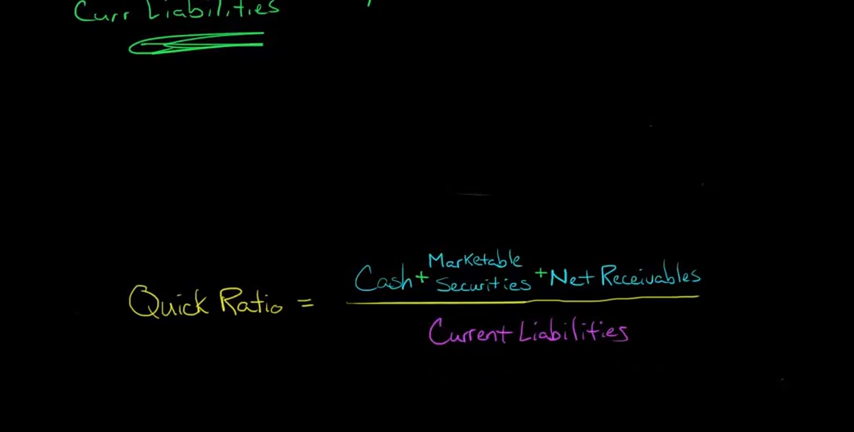 Curr Liabilities
Quick Ratio = Cash + Marketable Securities + Net Receivables
Current Liabilities